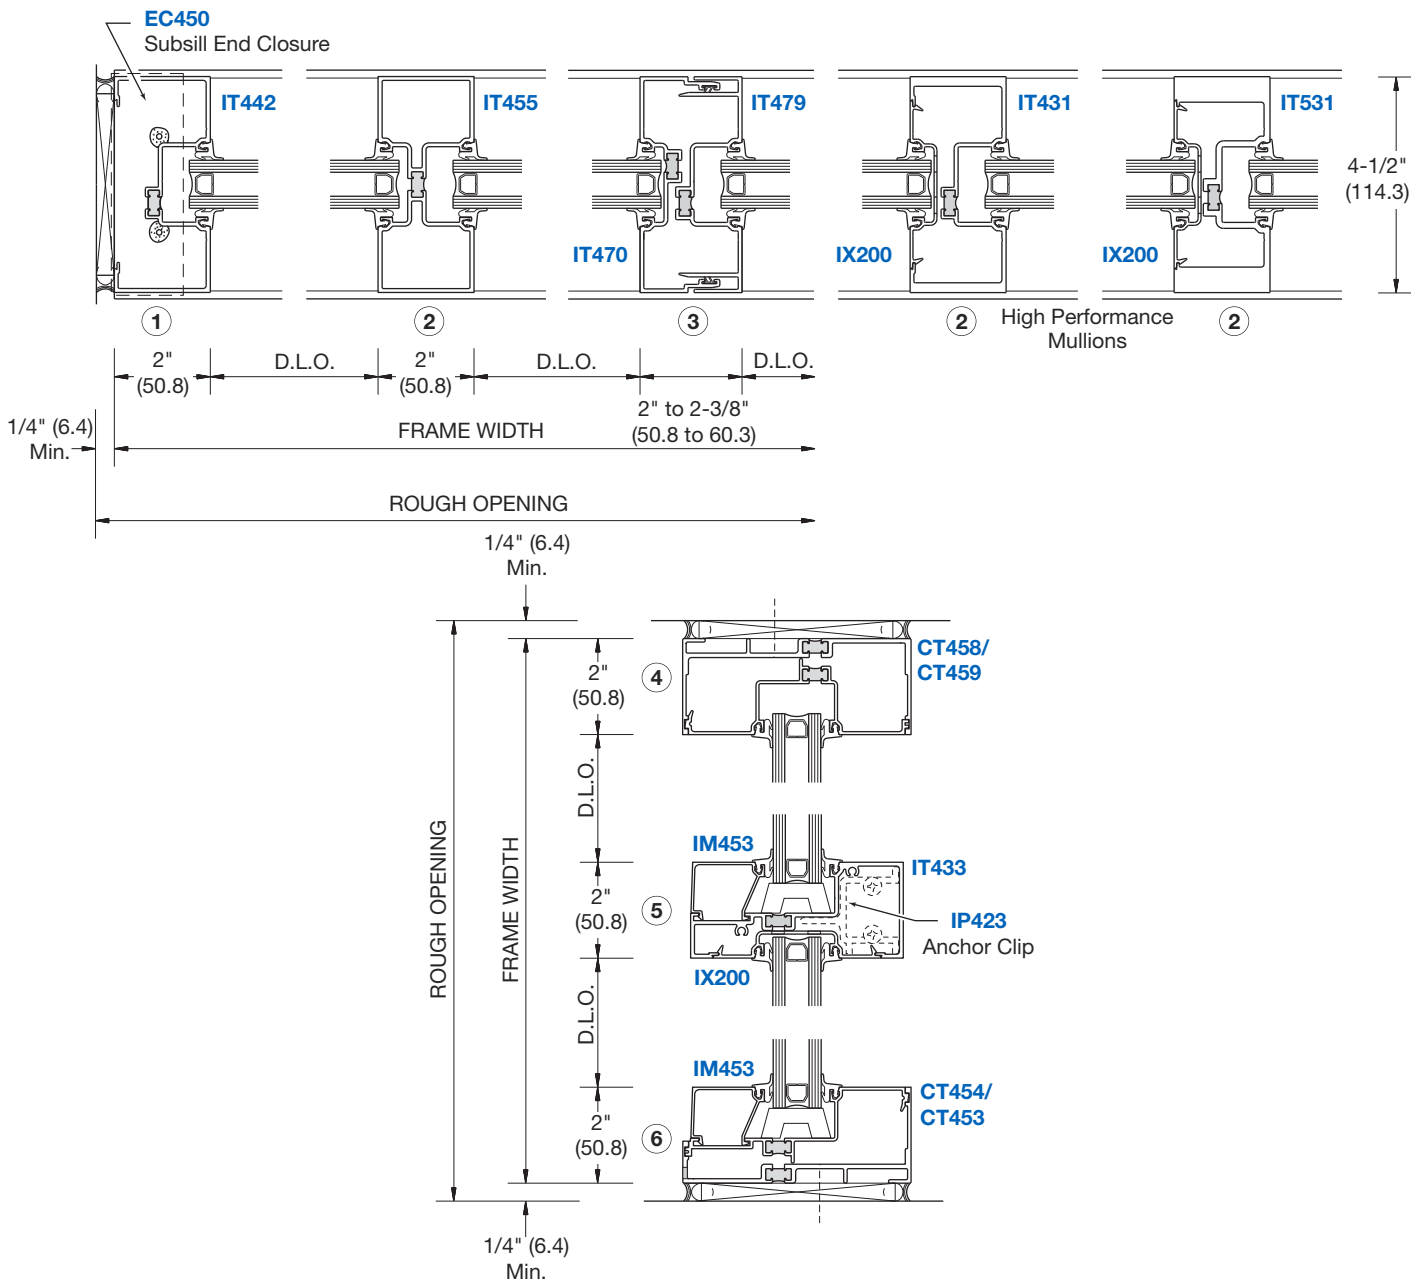 EC450
Subsill End Closure
IT442
IT455
IT479
IT431
IT531
4-1/2"
(114.3)
IT470
IX200
IX200
1
2
3
2
High Performance
Mullions
2
2"
(50.8)
D.L.O.
2"
(50.8)
D.L.O.
D.L.O.
2" to 2-3/8"
(50.8 to 60.3)
1/4" (6.4)
Min.
FRAME WIDTH
ROUGH OPENING
1/4" (6.4)
Min.
CT458/
CT459
4
2"
(50.8)
D.L.O.
ROUGH OPENING
FRAME WIDTH
IM453
IT433
5
2"
(50.8)
IP423
Anchor Clip
IX200
D.L.O.
IM453
CT454/
CT453
6
2"
(50.8)
1/4" (6.4)
Min.